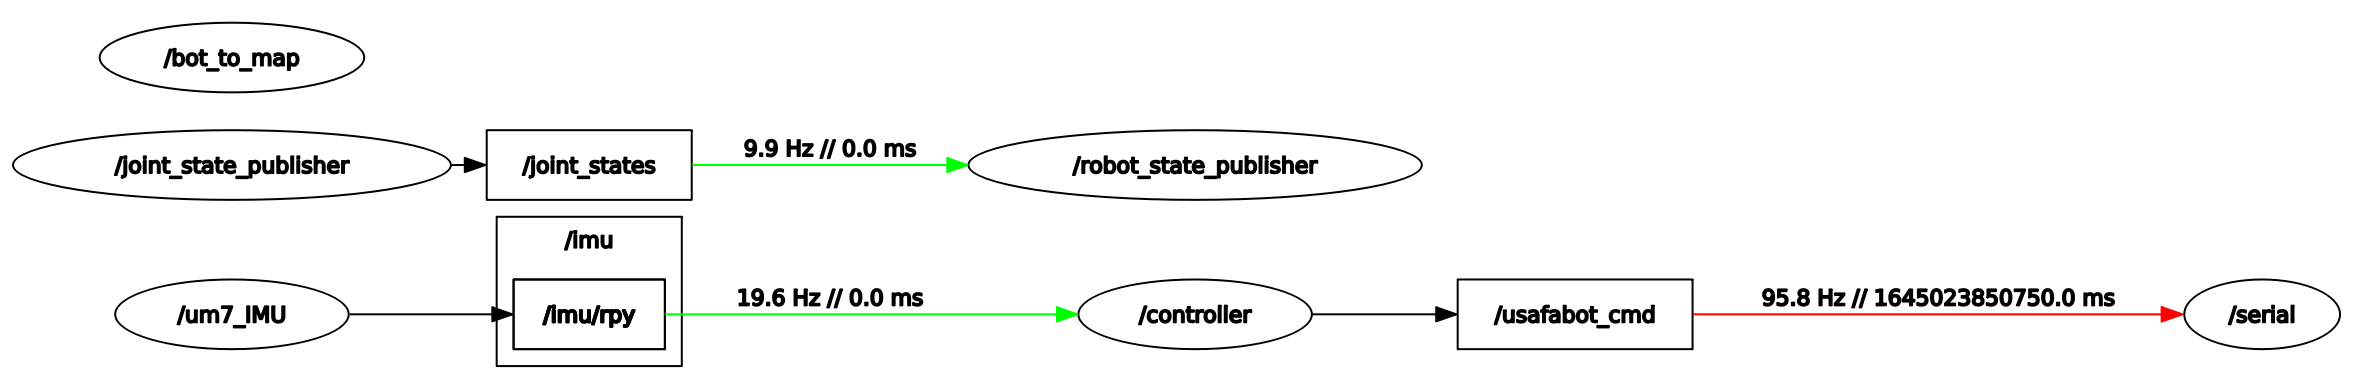 /bot_to_map
/joint_state_publisher
/joint_states
9.9 Hz // 0.0 ms
/robot_state_publisher
/imu
/um7_IMU
/imu/rpy
19.6 Hz // 0.0 ms
/controller
/usafabot_cmd
95.8 Hz // 1645023850750.0 ms
/serial